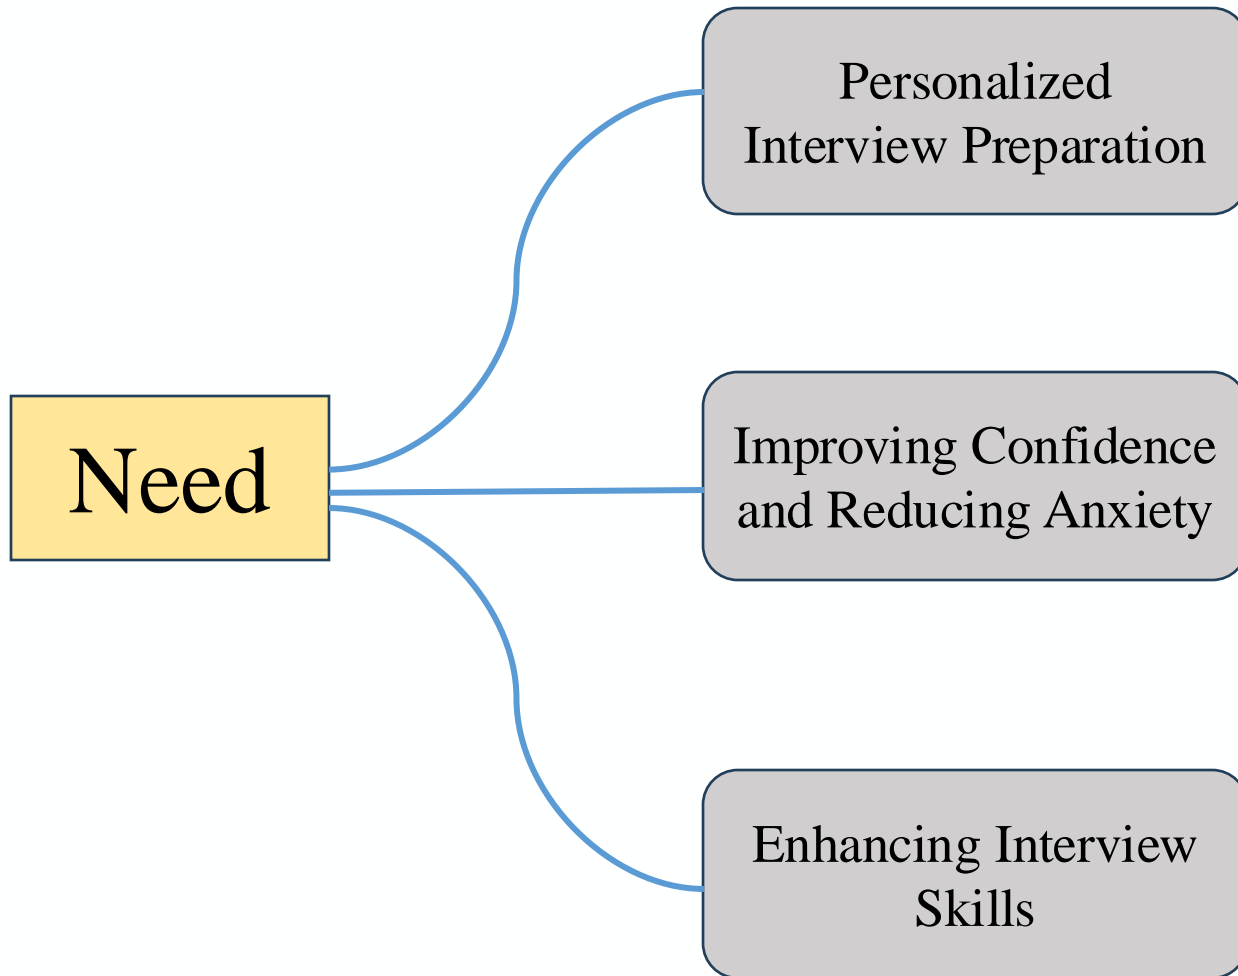 Personalized
Interview Preparation
Need
Improving Confidence
and Reducing Anxiety
Enhancing Interview
Skills